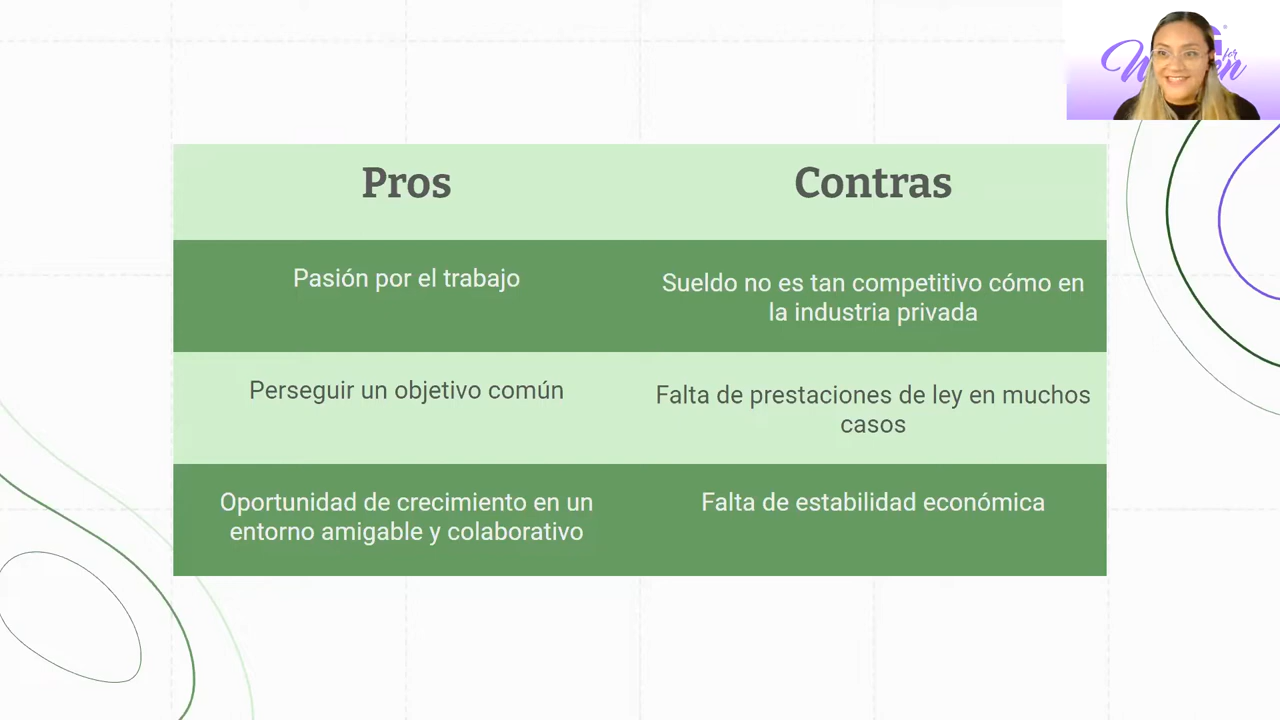 Pros
Contras
Pasión por el trabajo
Sueldo no es tan competitivo cómo en
la industria privada
Perseguir un objetivo común
Falta de prestaciones de ley en muchos
casos
Oportunidad de crecimiento en un
entorno amigable y colaborativo
Falta de estabilidad económica
for